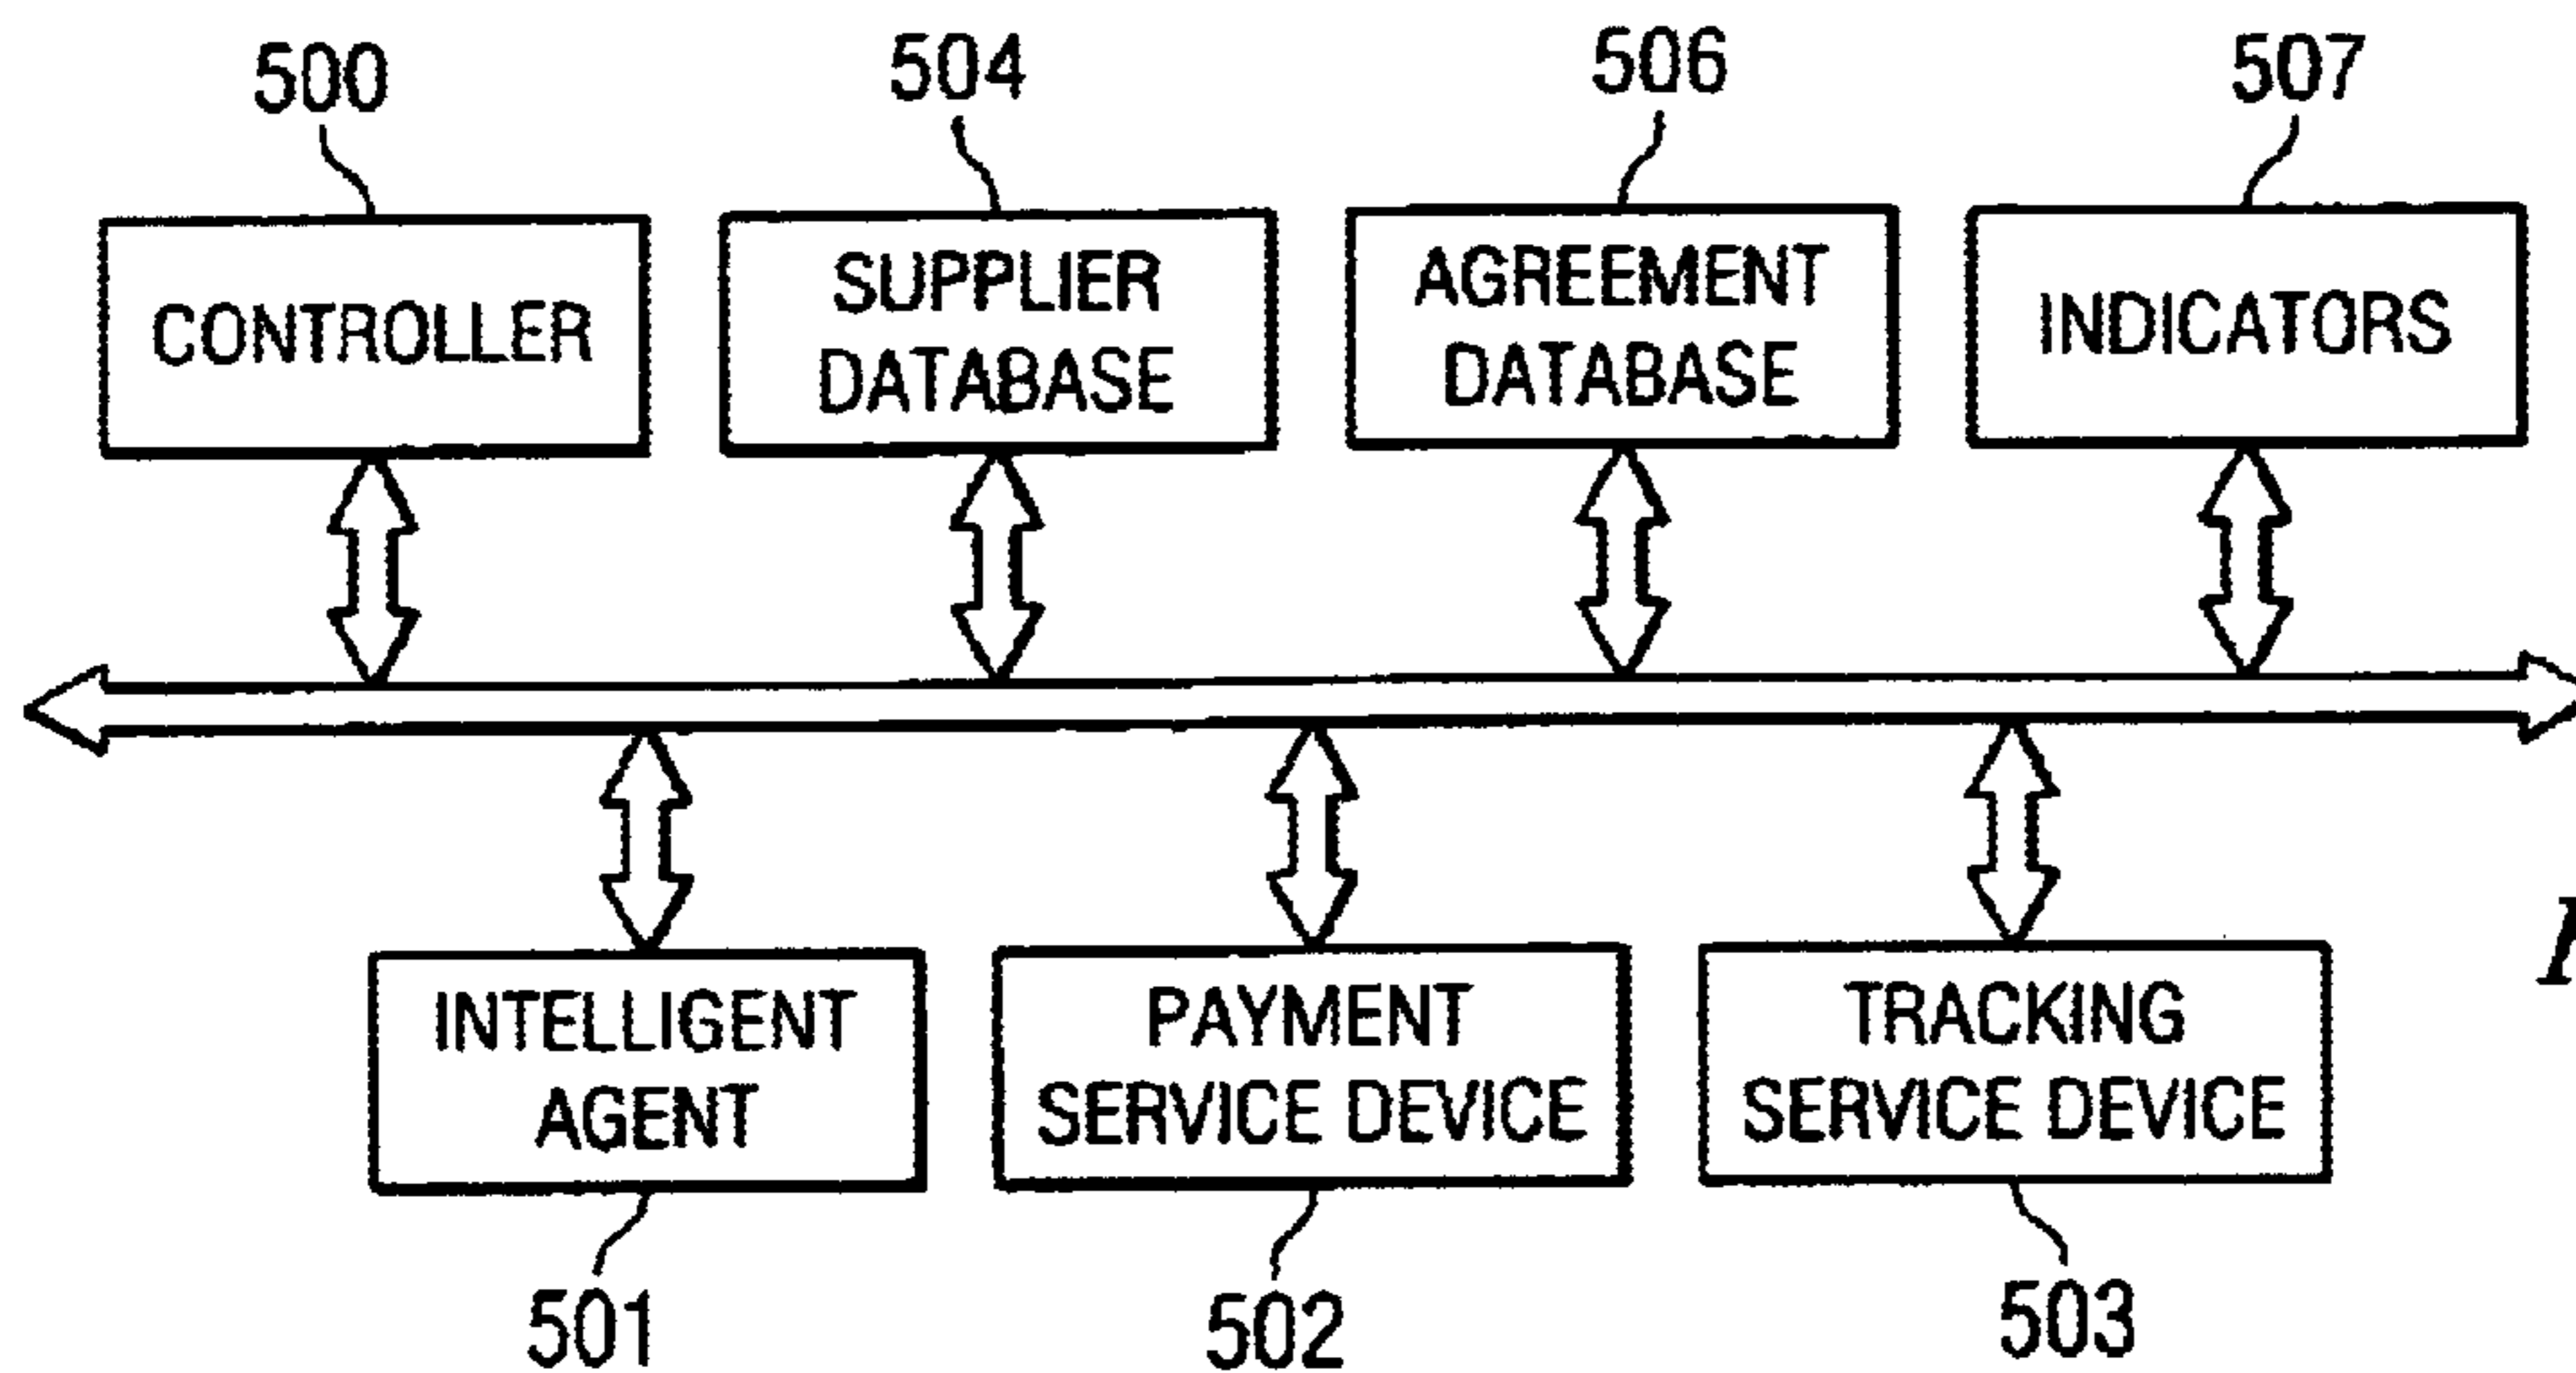 500
504
506
507
CONTROLLER
SUPPLIER
DATABASE
AGREEMENT
DATABASE
INDICATORS
INTELLIGENT
AGENT
PAYMENT
SERVICE DEVICE
TRACKING
SERVICE DEVICE
501
502
503